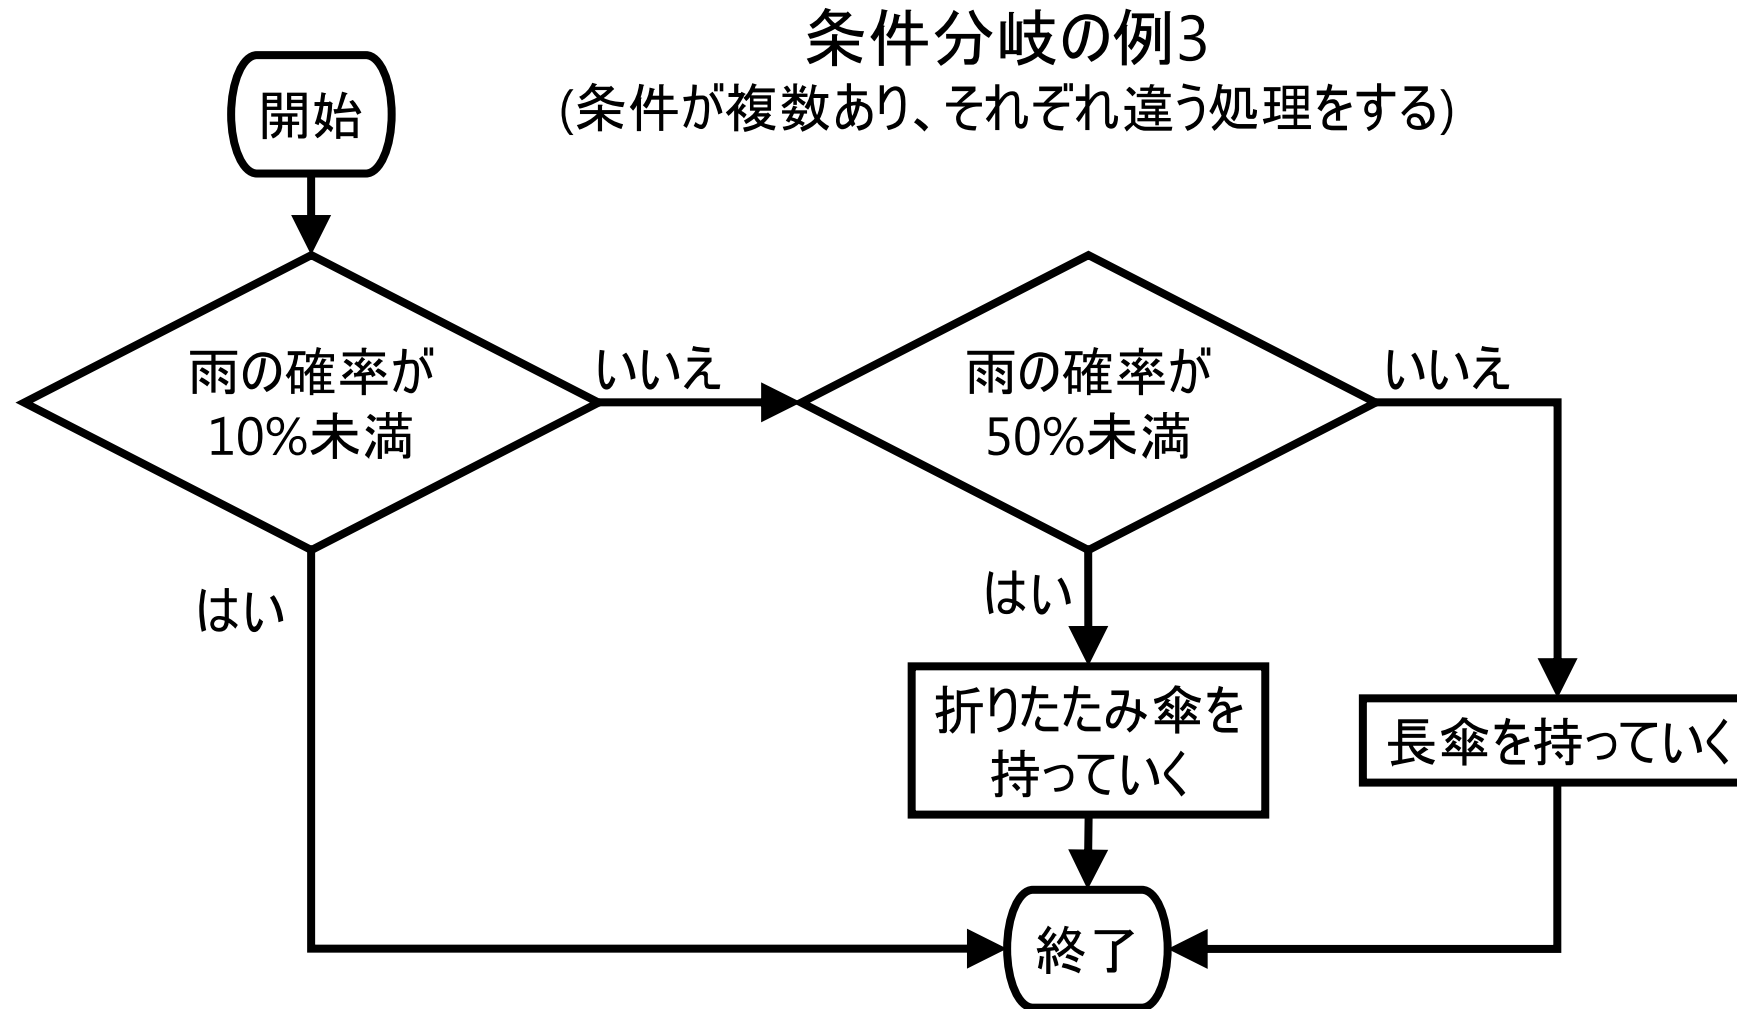 条件分岐の例3
(条件が複数あり、それぞれ違う処理をする)
開始
雨の確率が
10%未満
いいえ
はい
雨の確率が
50%未満
いいえ
はい
折りたたみ傘を
持っていく
長傘を持っていく
終了